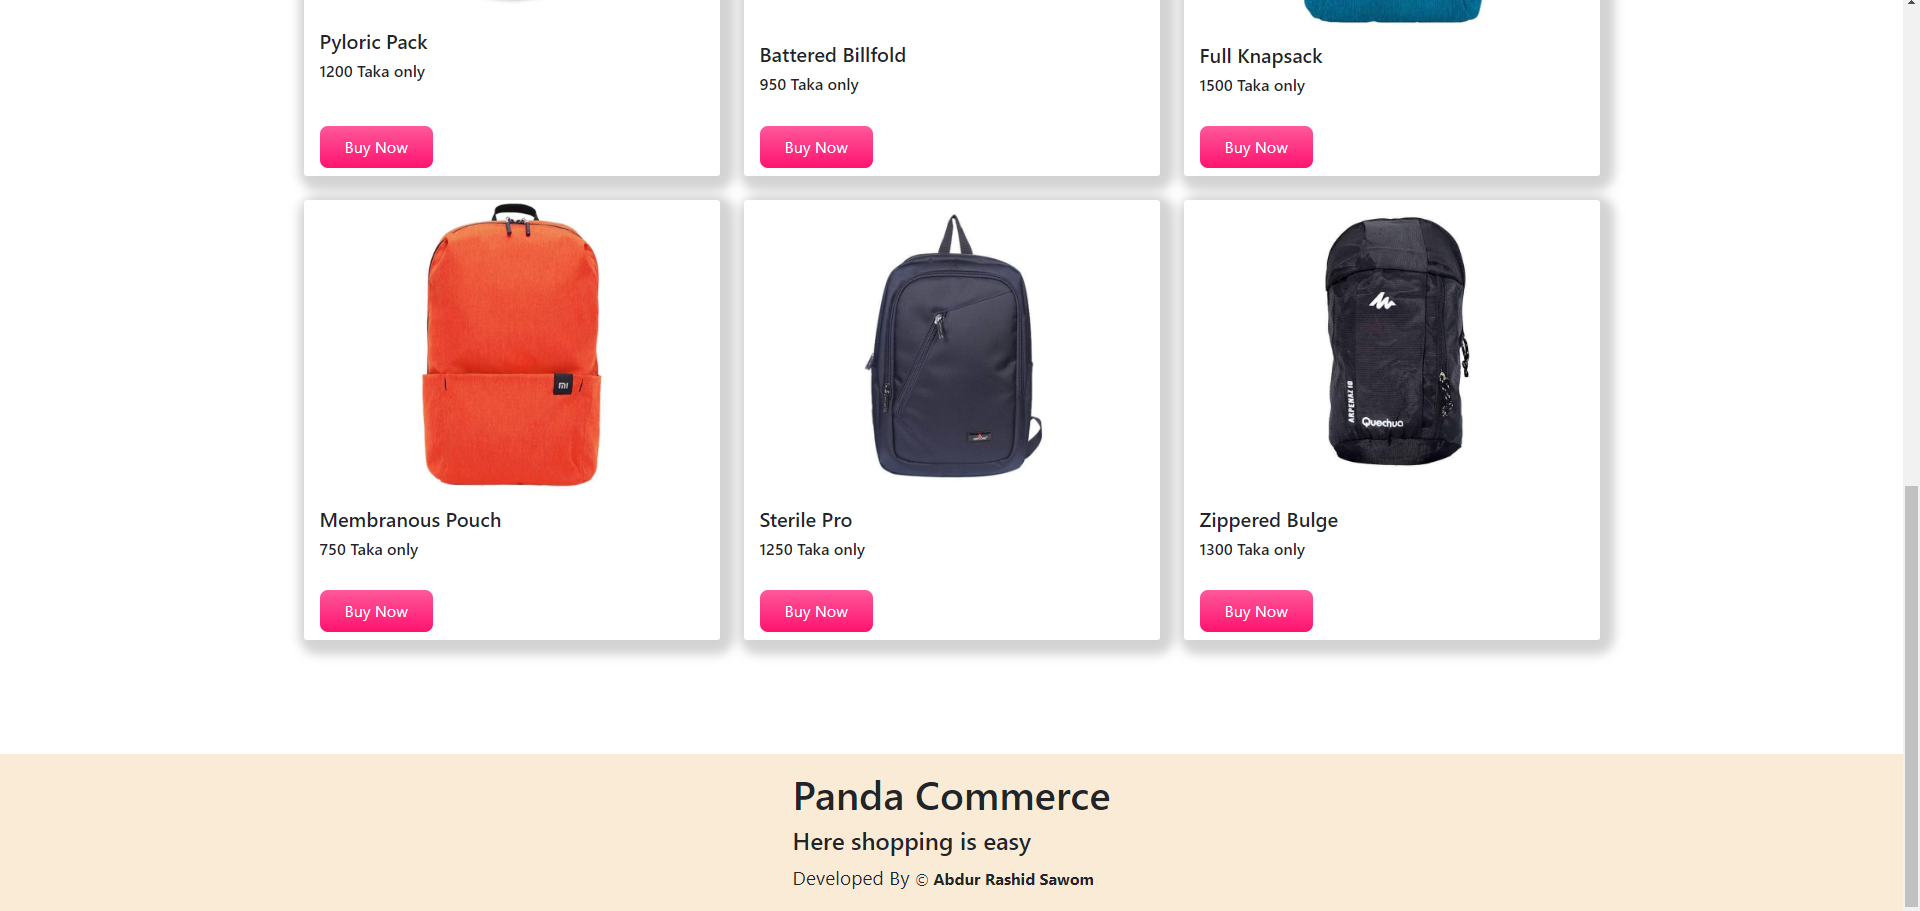 Pyloric Pack
1200 Taka only
Buy Now
Battered Billfold
950 Taka only
Buy Now
Full Knapsack
1500 Taka only
Buy Now
mi
Membranous Pouch
750 Taka only
Buy Now
Sterile Pro
1250 Taka only
Buy Now
ARPENAZ 10
Quechua
Zippered Bulge
1300 Taka only
Buy Now
Panda Commerce
Here shopping is easy
Developed By © Abdur Rashid Sawom